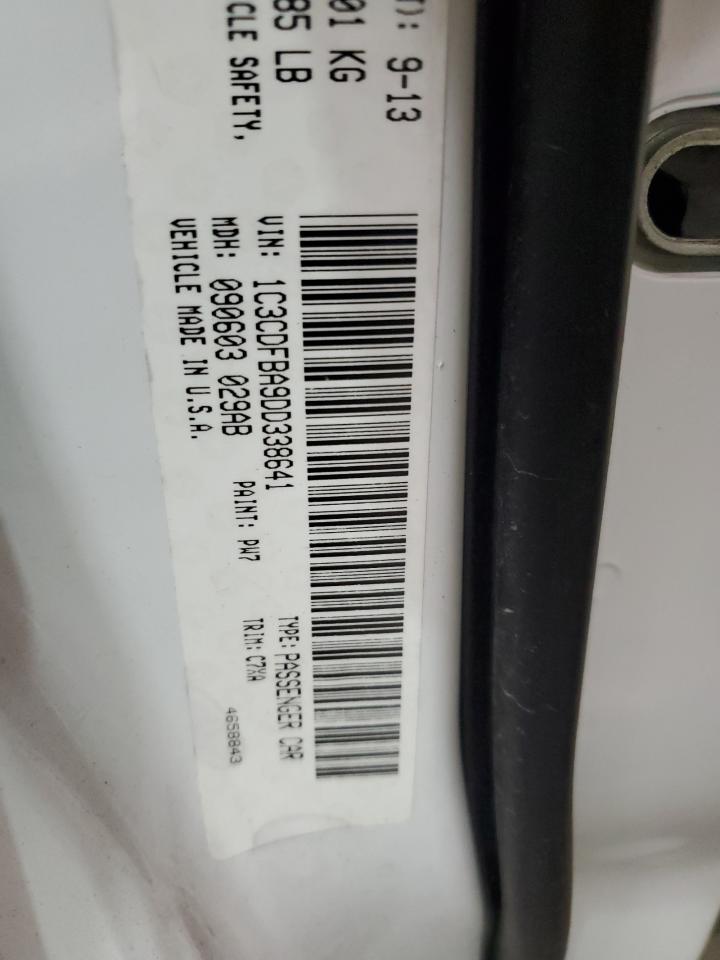 T): 9-13
01 KG
85 LB
CLE SAFETY,
VIN: 1C3CDFBA9DD338641
MDH: 090603 029AB
VEHICLE MADE IN U.S.A.
PAINT: PW7
TYPE: PASSENGER CAR
TRIM: C7XA
4658843